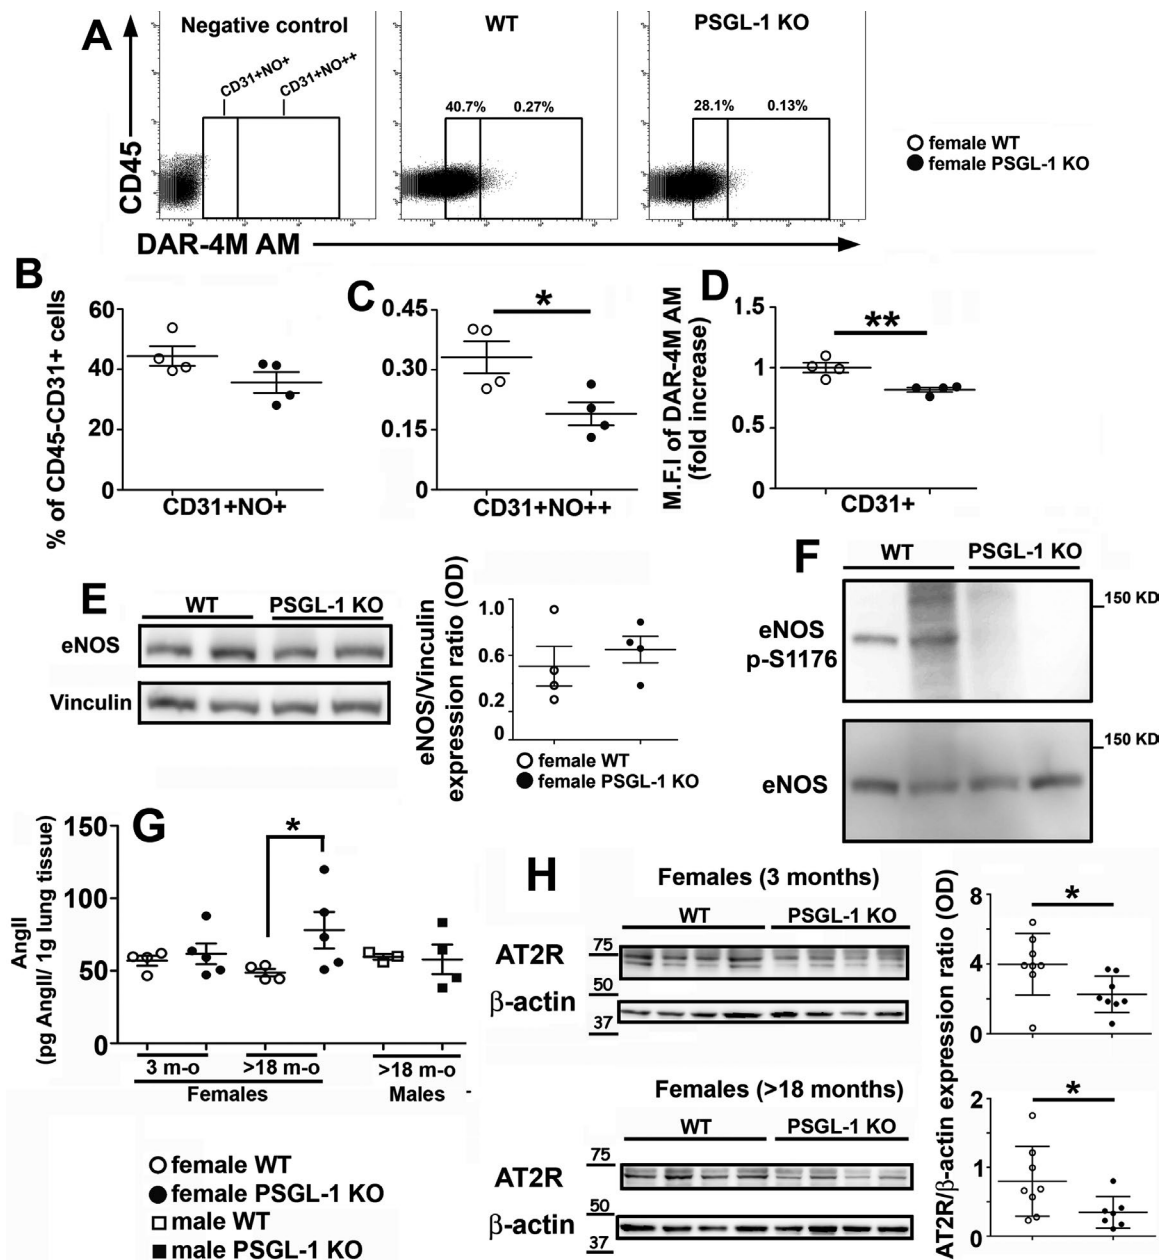 A
CD45
Negative control
CD31+NO+
CD31+NO++
WT
40.7%
0.27%
PSGL-1 KO
28.1%
0.13%
DAR-4M AM
female WT
female PSGL-1 KO
B
% of CD45-CD31+ cells
60
40
20
0
CD31+NO+
C
0.45
0.30
0.15
0
*
CD31+NO++
D
M.F.I of DAR-4M AM
(fold increase)
1.5
1
0.5
0
**
CD31+
E
WT
PSGL-1 KO
eNOS
Vinculin
eNOS/Vinculin
expression ratio (OD)
1.0
0.6
0.2
0
female WT
female PSGL-1 KO
F
WT
PSGL-1 KO
150 KD
eNOS
p-S1176
150 KD
eNOS
G
AngII
(pg AngII/ 1g lung tissue)
150
100
50
0
*
3 m-o
>18 m-o
>18 m-o
Females
Males
female WT
female PSGL-1 KO
male WT
male PSGL-1 KO
H
Females (3 months)
WT
PSGL-1 KO
AT2R
75
50
β-actin
37
Females (>18 months)
WT
PSGL-1 KO
75
AT2R
50
β-actin
37
AT2R/β-actin expression ratio (OD)
8
4
0
*
2
1
0
*